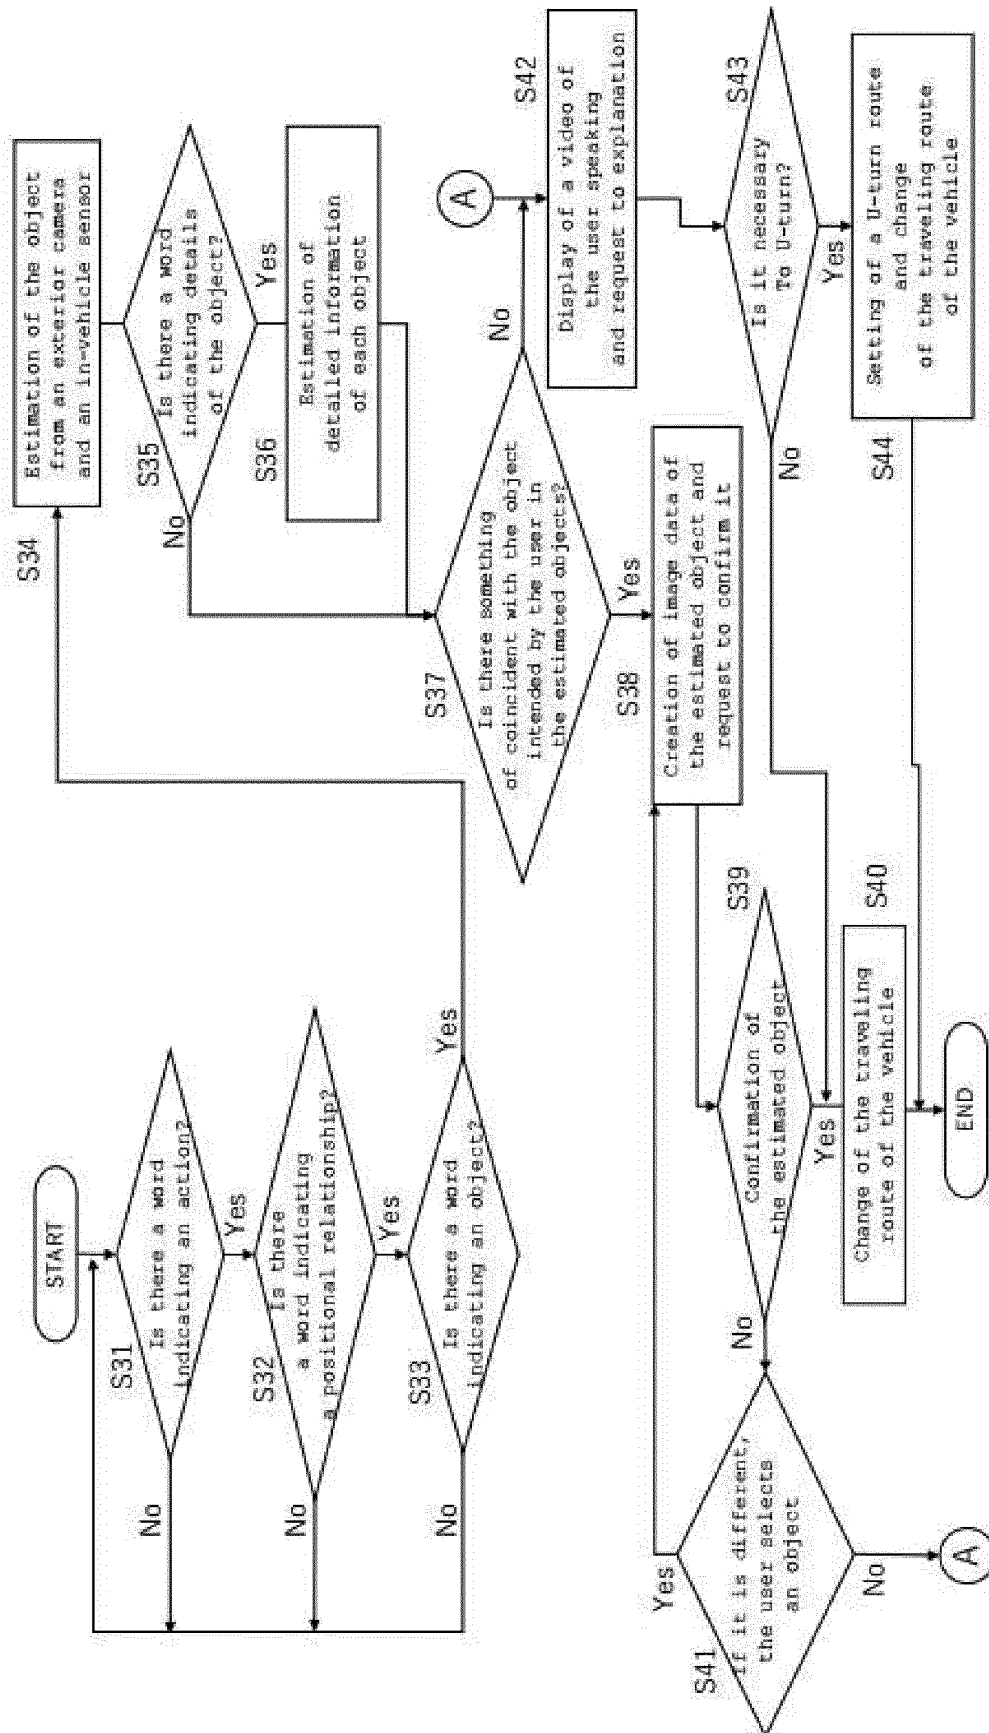 START
S31
Is there a word
indicating an action?
No
Yes
S32
Is there
a word indicating
a positional relationship?
No
Yes
S33
Is there a word
indicating an object?
No
Yes
S34
Estimation of the object
from an exterior camera
and an in-vehicle sensor
S35
Is there a word
indicating details
of the object?
No
Yes
S36
Estimation of
detailed information
of each object
S37
Is there something
of coincident with the object
intended by the user in
the estimated objects?
No
Yes
S38
Creation of image data of
the estimated object and
request to confirm it
S39
Confirmation of
the estimated object
No
Yes
S40
Change of the traveling
route of the vehicle
END
S41
If it is different,
the user selects
an object
Yes
No
A
A
S42
Display of a video of
the user speaking
and request to explanation
S43
Is it necessary
To U-turn?
No
Yes
S44
Setting of a U-turn route
and change
of the traveling route
of the vehicle